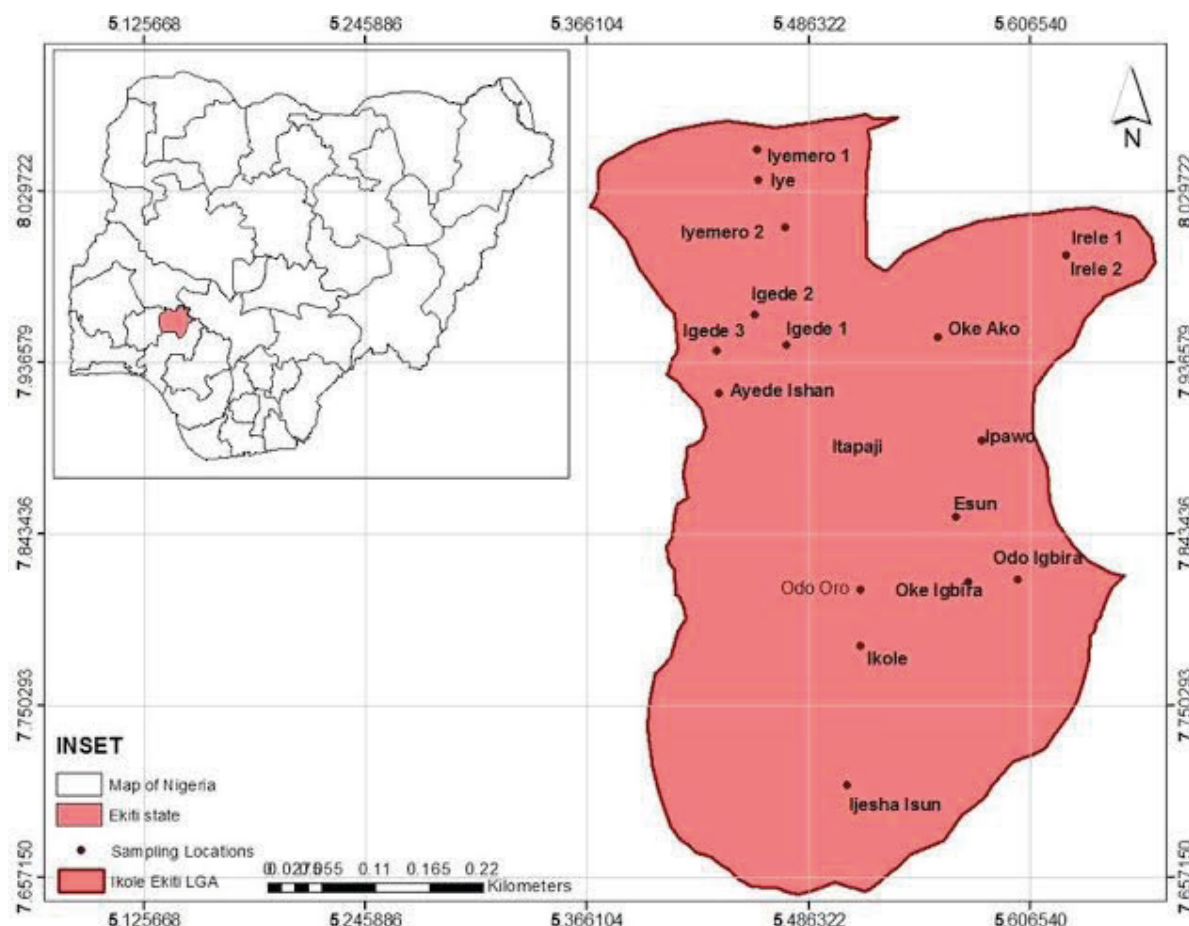 5.125668 5.245886 5.366104 5.486322 5.606540
8.029722
7.936579
7.843436
7.750293
7.657150
8.029722
7.936579
7.843436
7.750293
7.657150
N
Iyemero 1
Iye
Iyemero 2
Irele 1
Irele 2
Igede 2
Igede 3
Igede 1
Oke Ako
Ayede Ishan
Itapaji
Ipawo
Esun
Odo Igbira
Odo Oro
Oke Igbira
Ikole
Ijesha Isun
INSET
Map of Nigeria
Ekiti state
Sampling Locations
Ikole Ekiti LGA
0.11 0.165 0.22
Kilometers
5.125668 5.245886 5.366104 5.486322 5.606540